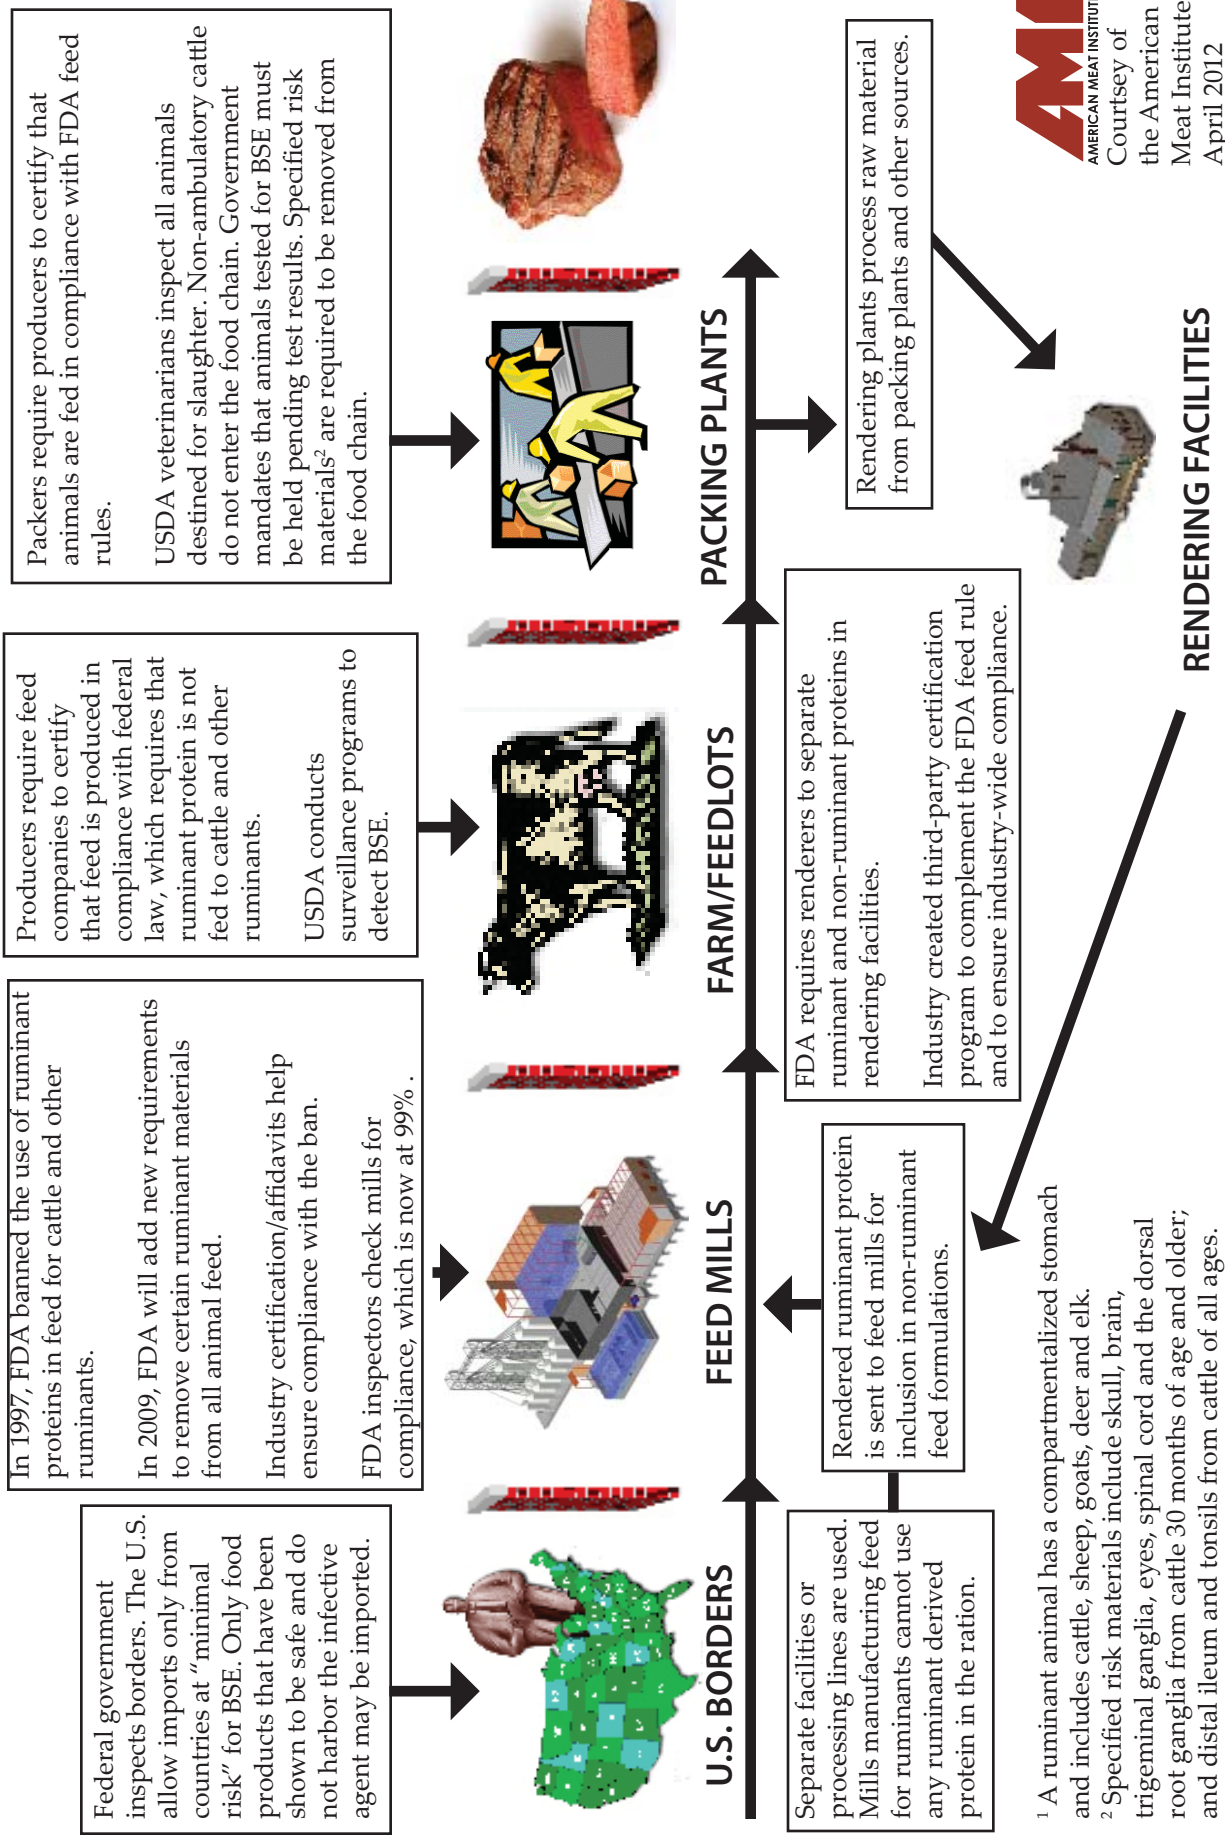 Federal government
inspects borders. The U.S.
allow imports only from
countries at “minimal
risk” for BSE. Only food
products that have been
shown to be safe and do
not harbor the infective
agent may be imported.
In 1997, FDA banned the use of ruminant
proteins in feed for cattle and other
ruminants.
In 2009, FDA will add new requirements
to remove certain ruminant materials
from all animal feed.
Industry certification/affidavits help
ensure compliance with the ban.
FDA inspectors check mills for
compliance, which is now at 99% .
Producers require feed
companies to certify
that feed is produced in
compliance with federal
law, which requires that
ruminant protein is not
fed to cattle and other
ruminants.
USDA conducts
surveillance programs to
detect BSE.
Packers require producers to certify that
animals are fed in compliance with FDA feed
rules.
USDA veterinarians inspect all animals
destined for slaughter. Non-ambulatory cattle
do not enter the food chain. Government
mandates that animals tested for BSE must
be held pending test results. Specified risk
materials² are required to be removed from
the food chain.
U.S. BORDERS
FEED MILLS
FARM/FEEDLOTS
PACKING PLANTS
Separate facilities or
processing lines are used.
Mills manufacturing feed
for ruminants cannot use
any ruminant derived
protein in the ration.
Rendered ruminant protein
is sent to feed mills for
inclusion in non-ruminant
feed formulations.
FDA requires renderers to separate
ruminant and non-ruminant proteins in
rendering facilities.
Industry created third-party certification
program to complement the FDA feed rule
and to ensure industry-wide compliance.
Rendering plants process raw material
from packing plants and other sources.
RENDERING FACILITIES
¹ A ruminant animal has a compartmentalized stomach
and includes cattle, sheep, goats, deer and elk.
² Specified risk materials include skull, brain,
trigeminal ganglia, eyes, spinal cord and the dorsal
root ganglia from cattle 30 months of age and older;
and distal ileum and tonsils from cattle of all ages.
AMI
AMERICAN MEAT INSTITUTE
Courtsey of
the American
Meat Institute
April 2012